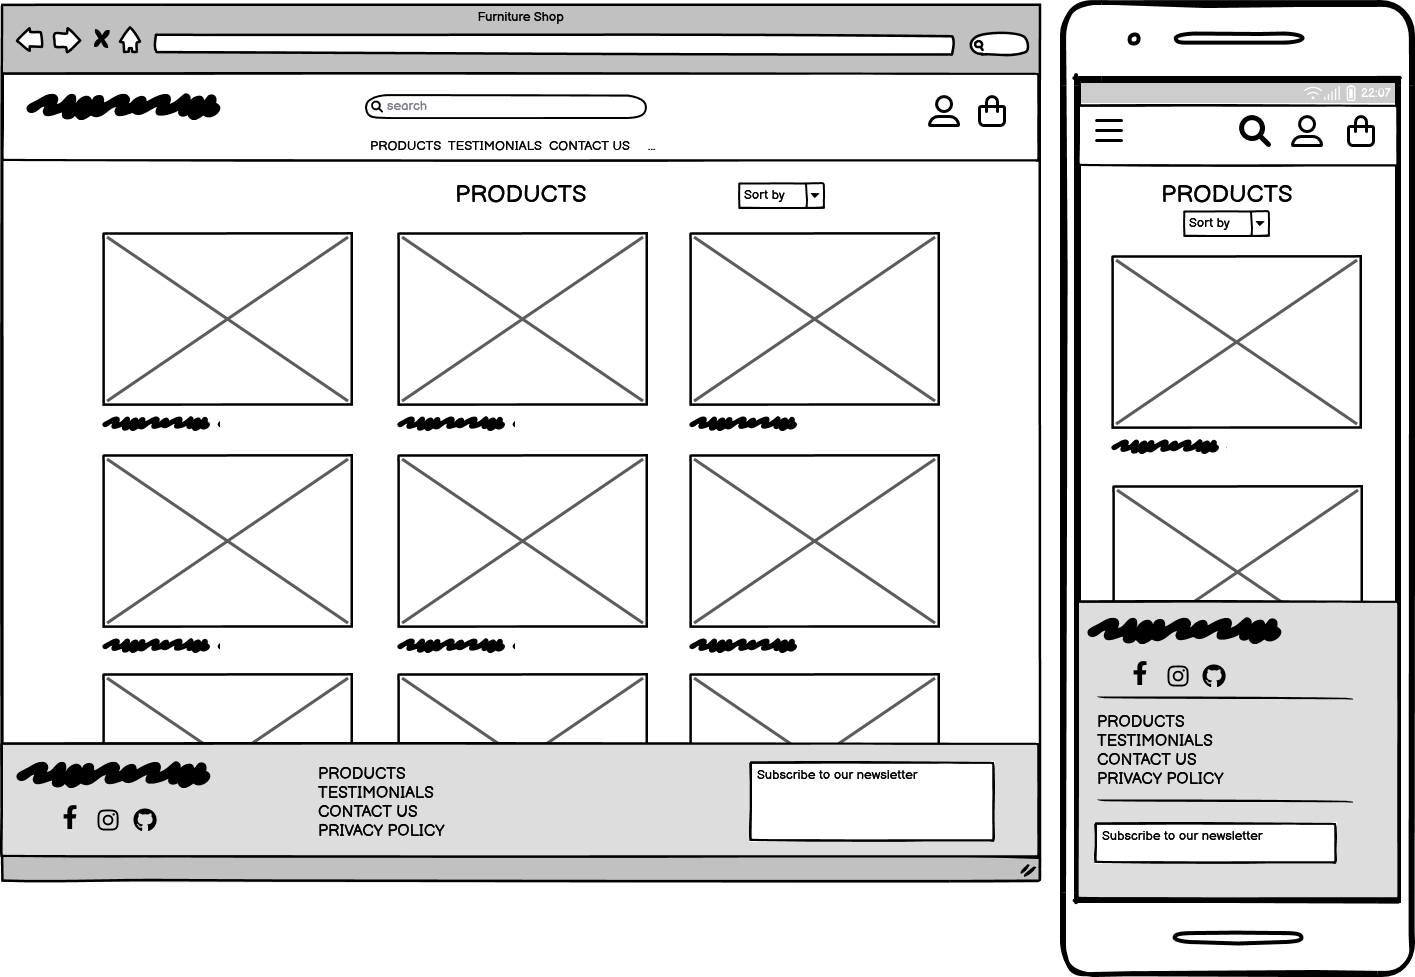 Furniture Shop
search
PRODUCTS TESTIMONIALS CONTACT US ...
PRODUCTS
Sort by
PRODUCTS
TESTIMONIALS
CONTACT US
PRIVACY POLICY
Subscribe to our newsletter
22:07
PRODUCTS
Sort by
PRODUCTS
TESTIMONIALS
CONTACT US
PRIVACY POLICY
Subscribe to our newsletter